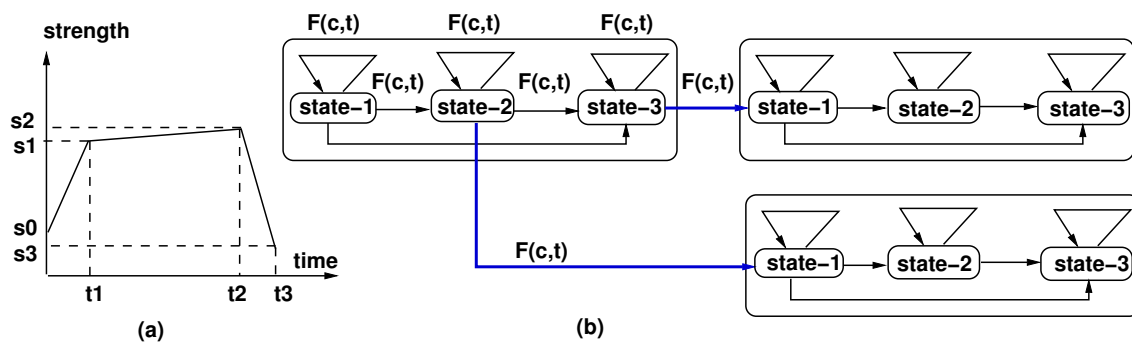 strength
s2
s1
s0
s3
time
t1
t2
t3
(a)
F(c,t)
F(c,t)
F(c,t)
F(c,t)
F(c,t)
F(c,t)
state-1
state-2
state-3
state-1
state-2
state-3
F(c,t)
state-1
state-2
state-3
(b)